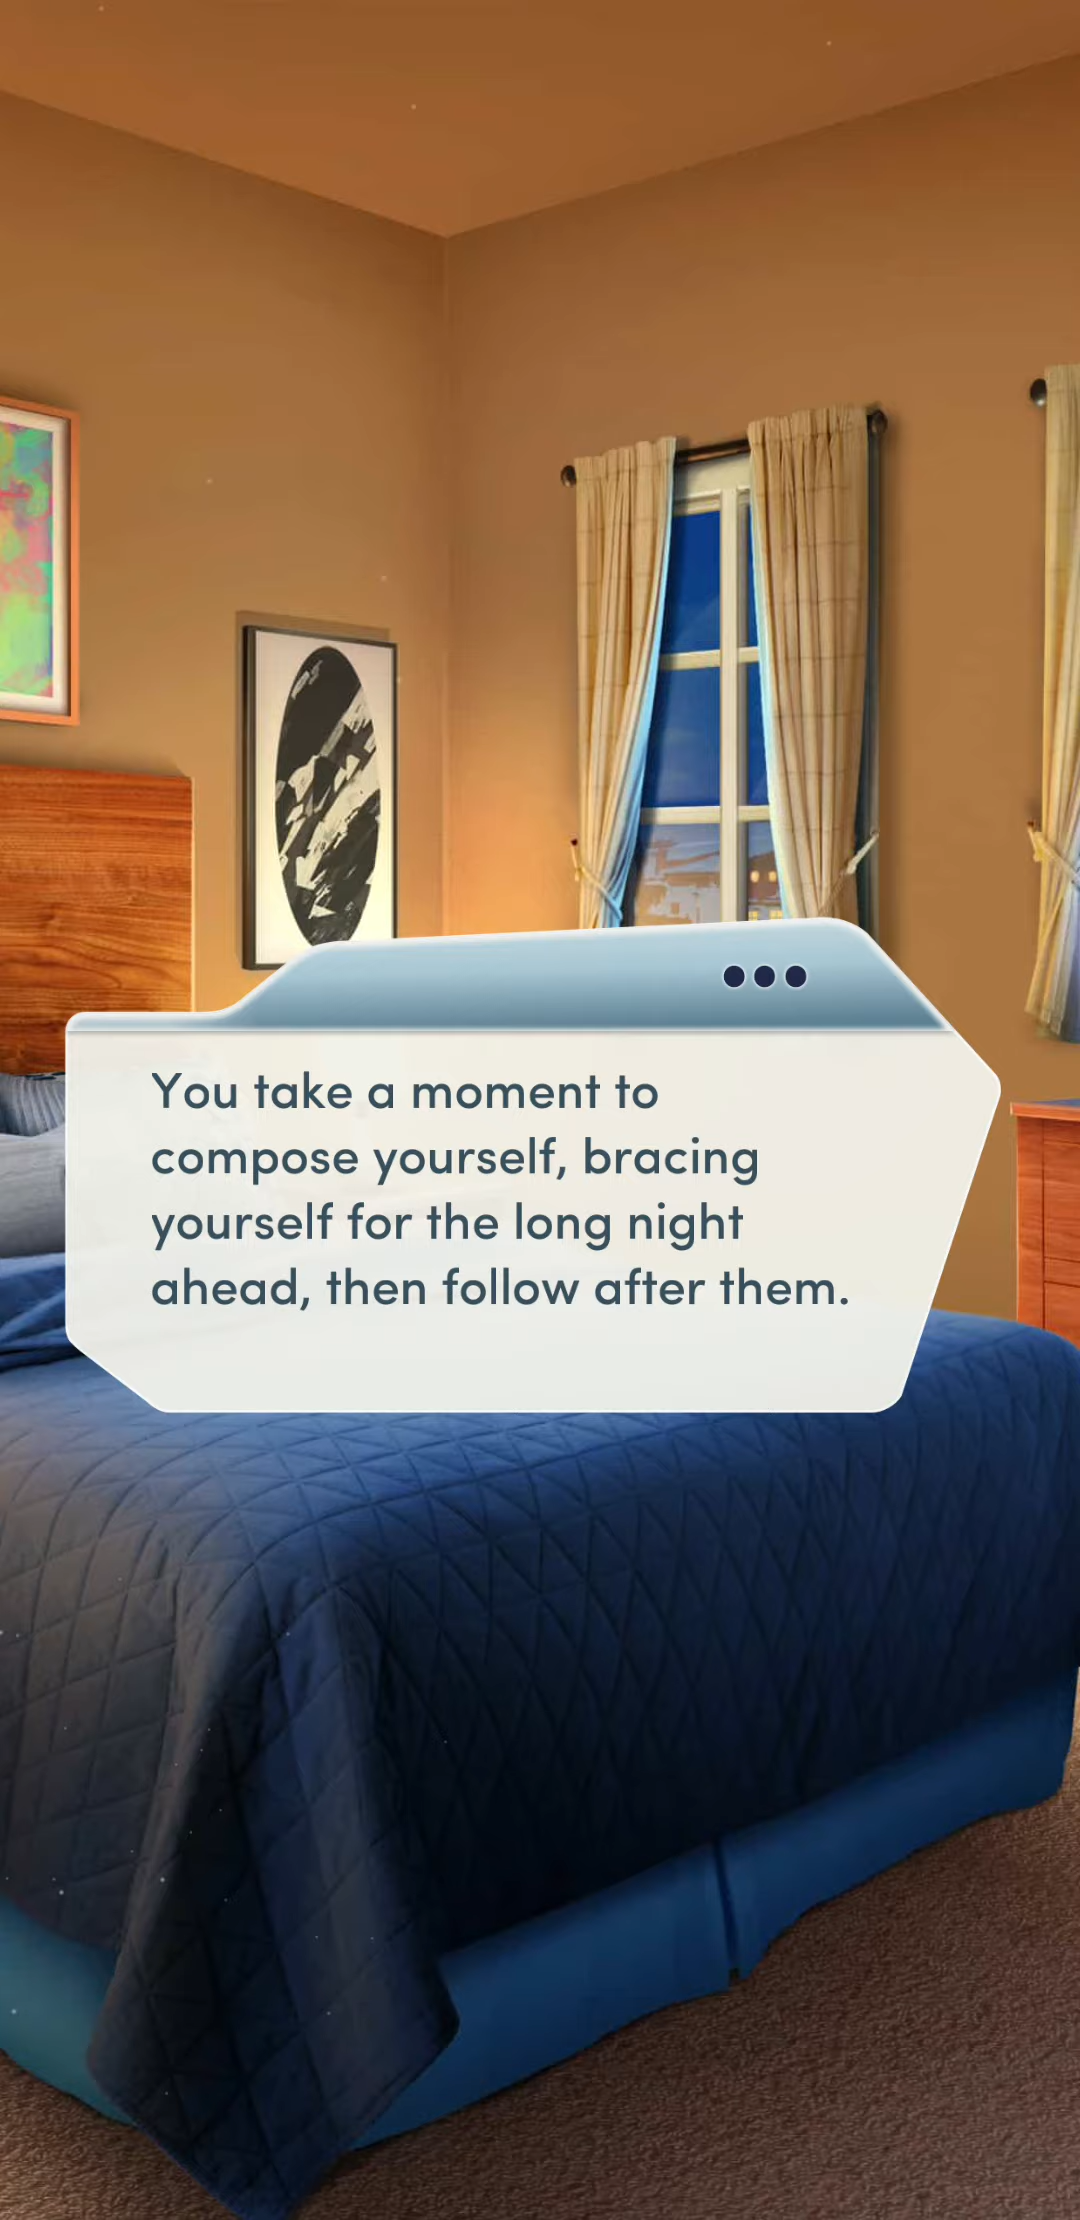 You take a moment to
compose yourself, bracing
yourself for the long night
ahead, then follow after them.